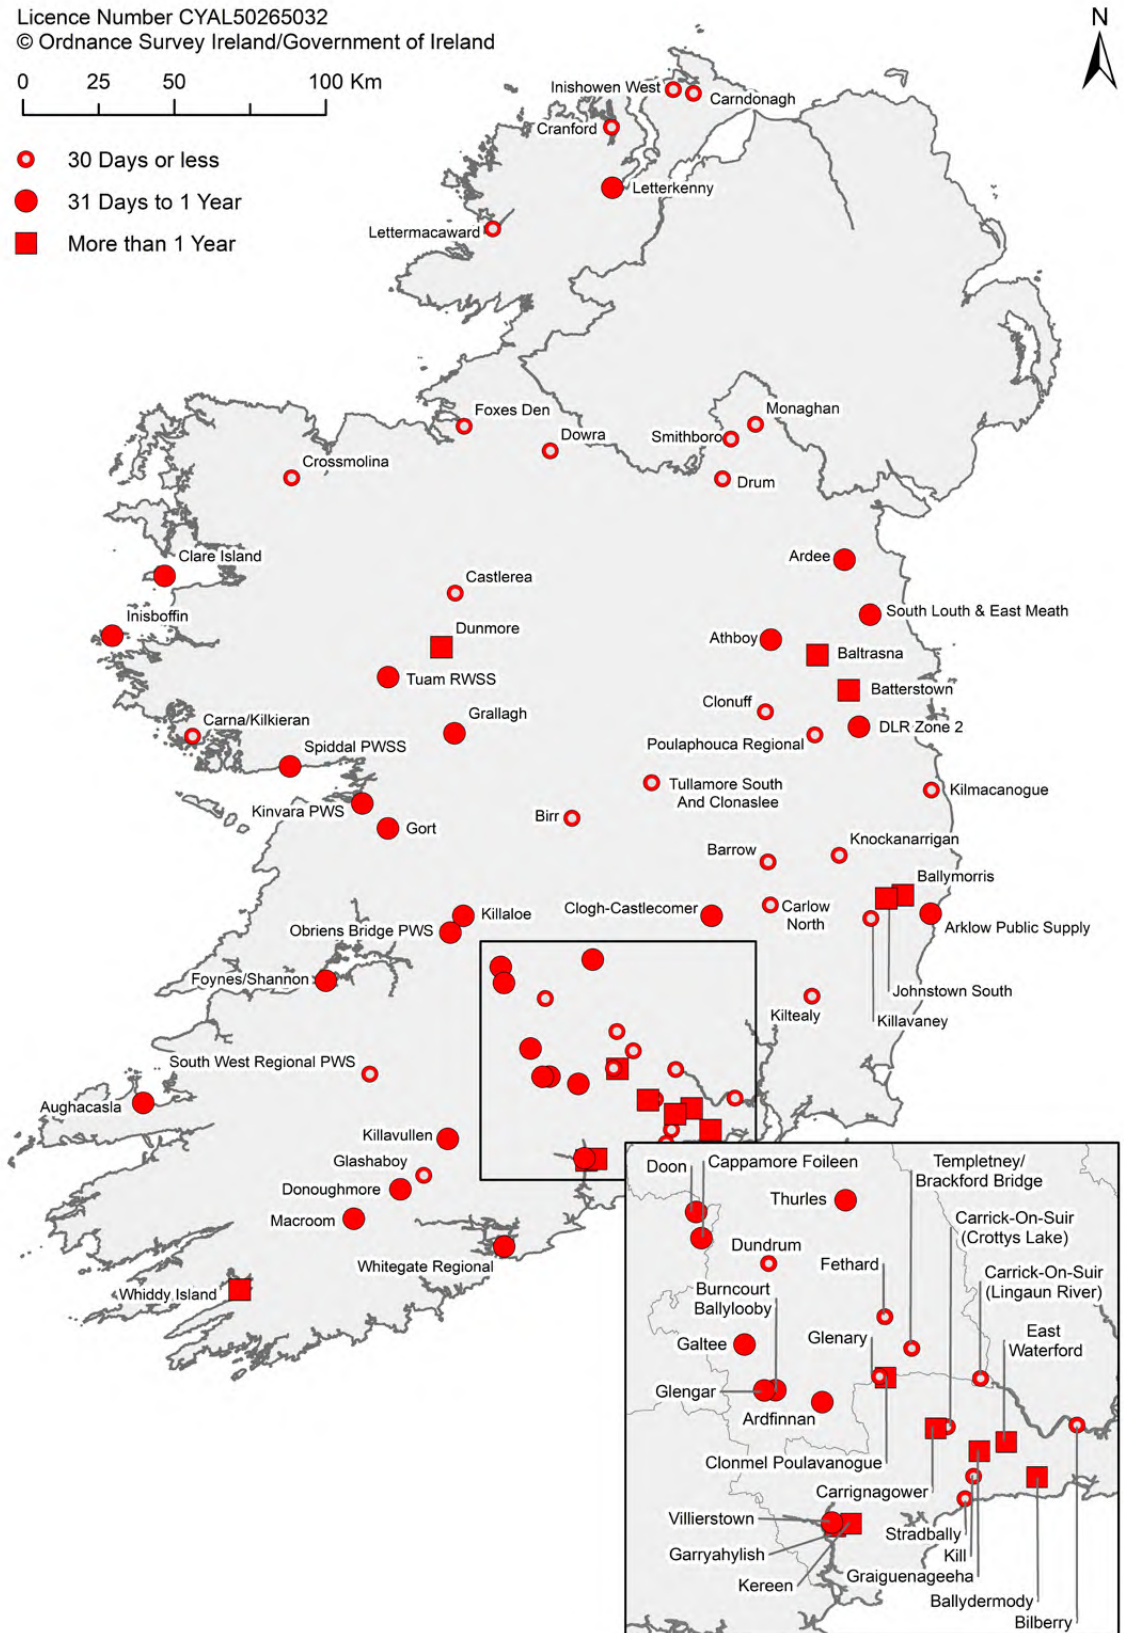 Licence Number CYAL50265032
© Ordnance Survey Ireland/Government of Ireland
N
0 25 50 100 Km
30 Days or less
31 Days to 1 Year
More than 1 Year
Inishowen West
Carndonagh
Cranford
Letterkenny
Lettermacaward
Foxes Den
Monaghan
Dowra
Smithboro
Crossmolina
Drum
Clare Island
Ardee
Castlerea
Inisboffin
South Louth & East Meath
Dunmore
Athboy
Baltrasna
Tuam RWSS
Batterstown
Clonuff
Carna/Kilkieran
Grallagh
DLR Zone 2
Poulaphouca Regional
Spiddal PWSS
Tullamore South
And Clonaslee
Kilmacanogue
Kinvara PWS
Birr
Gort
Knockanarrigan
Barrow
Ballymorris
Killaloe
Clogh-Castlecomer
Carlow
North
Obriens Bridge PWS
Arklow Public Supply
Foynes/Shannon
Johnstown South
Kiltealy
Killavaney
South West Regional PWS
Aughacasla
Killavullen
Glashaboy
Donoughmore
Macroom
Whitegate Regional
Whiddy Island
Doon
Cappamore Foileen
Templetney/
Brackford Bridge
Thurles
Carrick-On-Suir
(Crottys Lake)
Dundrum
Fethard
Carrick-On-Suir
(Lingaun River)
Burncourt
Ballylooby
Galtee
Glenary
East
Waterford
Glengar
Ardfinnan
Clonmel Poulavanogue
Carrignagower
Villierstown
Stradbally
Garryahylish
Kill
Kereen
Graiguenageeha
Ballydermody
Bilberry